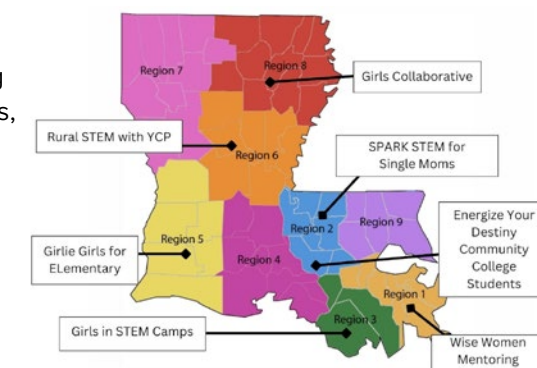 g
s,
Region 7
Region 8
Girls Collaborative
Rural STEM with YCP
Region 6
SPARK STEM for
Single Moms
Region 2
Region 9
Energize Your
Destiny
Community
College
Students
Region 5
Girlie Girls for
ELementary
Region 4
Region 1
Region 3
Girls in STEM Camps
Wise Women
Mentoring